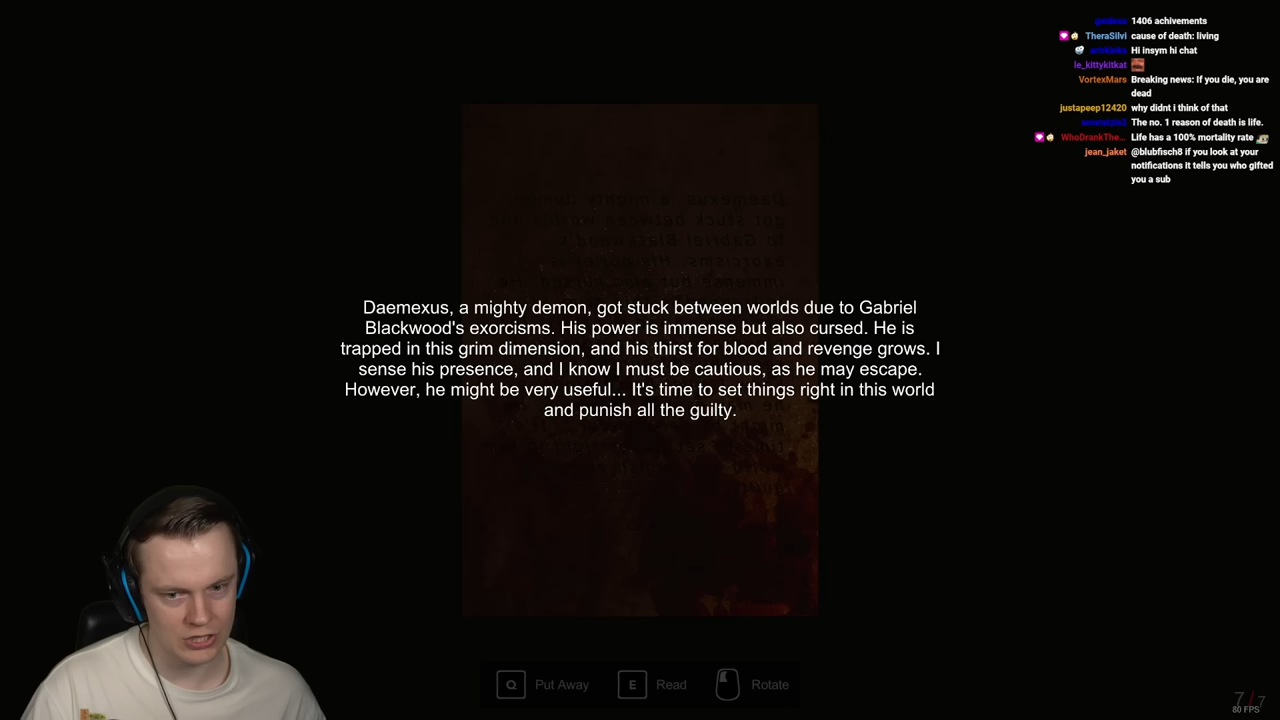 1406 achivements
TheraSilvi cause of death: living
Hi insym hi chat
le_kittykitkat
VortexMars Breaking news: If you die, you are
dead
justapeep12420 why didnt i think of that
The no. 1 reason of death is life.
WhoDrankThe... Life has a 100% mortality rate
jean_jaket @blubfisch8 if you look at your
notifications it tells you who gifted
you a sub
Daemexus, a mighty demon, got stuck between worlds due to Gabriel
Blackwood's exorcisms. His power is immense but also cursed. He is
trapped in this grim dimension, and his thirst for blood and revenge grows. I
sense his presence, and I know I must be cautious, as he may escape.
However, he might be very useful... It's time to set things right in this world
and punish all the guilty.
Q Put Away E Read Rotate
7/7
80 FPS